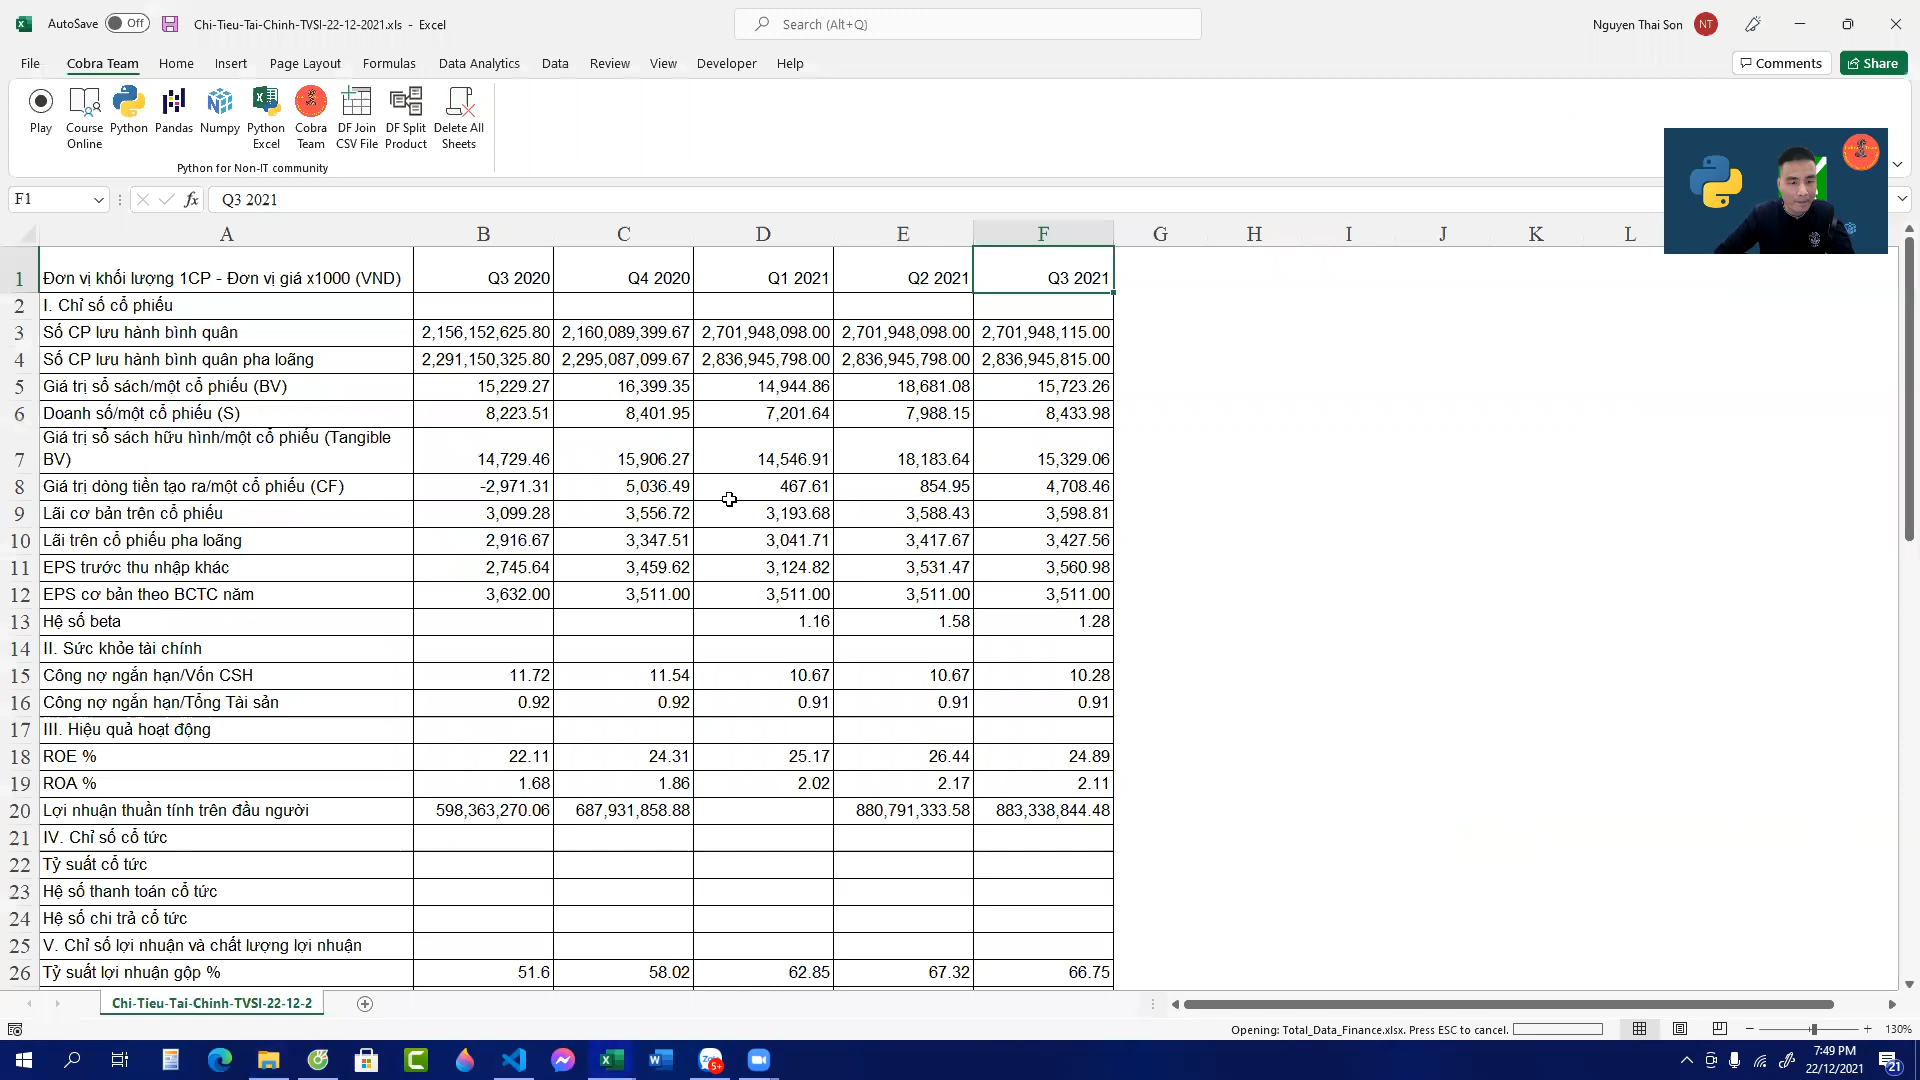 AutoSave Off Chi-Tieu-Tai-Chinh-TVSI-22-12-2021.xls - Excel Search (Alt+Q) Nguyen Thai Son NT
File Cobra Team Home Insert Page Layout Formulas Data Analytics Data Review View Developer Help Comments Share
Play Course Online Python Pandas Numpy Python Excel Cobra Team DF Join CSV File DF Split Product Delete All Sheets
Python for Non-IT community
F1 fx Q3 2021
A B C D E F G H I J K L
1 Đơn vị khối lượng 1CP - Đơn vị giá x1000 (VND) Q3 2020 Q4 2020 Q1 2021 Q2 2021 Q3 2021
2 I. Chỉ số cổ phiếu
3 Số CP lưu hành bình quân 2,156,152,625.80 2,160,089,399.67 2,701,948,098.00 2,701,948,098.00 2,701,948,115.00
4 Số CP lưu hành bình quân pha loãng 2,291,150,325.80 2,295,087,099.67 2,836,945,798.00 2,836,945,798.00 2,836,945,815.00
5 Giá trị sổ sách/một cổ phiếu (BV) 15,229.27 16,399.35 14,944.86 18,681.08 15,723.26
6 Doanh số/một cổ phiếu (S) 8,223.51 8,401.95 7,201.64 7,988.15 8,433.98
Giá trị sổ sách hữu hình/một cổ phiếu (Tangible
7 BV) 14,729.46 15,906.27 14,546.91 18,183.64 15,329.06
8 Giá trị dòng tiền tạo ra/một cổ phiếu (CF) -2,971.31 5,036.49 467.61 854.95 4,708.46
9 Lãi cơ bản trên cổ phiếu 3,099.28 3,556.72 3,193.68 3,588.43 3,598.81
10 Lãi trên cổ phiếu pha loãng 2,916.67 3,347.51 3,041.71 3,417.67 3,427.56
11 EPS trước thu nhập khác 2,745.64 3,459.62 3,124.82 3,531.47 3,560.98
12 EPS cơ bản theo BCTC năm 3,632.00 3,511.00 3,511.00 3,511.00 3,511.00
13 Hệ số beta 1.16 1.58 1.28
14 II. Sức khỏe tài chính
15 Công nợ ngắn hạn/Vốn CSH 11.72 11.54 10.67 10.67 10.28
16 Công nợ ngắn hạn/Tổng Tài sản 0.92 0.92 0.91 0.91 0.91
17 III. Hiệu quả hoạt động
18 ROE % 22.11 24.31 25.17 26.44 24.89
19 ROA % 1.68 1.86 2.02 2.17 2.11
20 Lợi nhuận thuần tính trên đầu người 598,363,270.06 687,931,858.88 880,791,333.58 883,338,844.48
21 IV. Chỉ số cổ tức
22 Tỷ suất cổ tức
23 Hệ số thanh toán cổ tức
24 Hệ số chi trả cổ tức
25 V. Chỉ số lợi nhuận và chất lượng lợi nhuận
26 Tỷ suất lợi nhuận gộp % 51.6 58.02 62.85 67.32 66.75
Chi-Tieu-Tai-Chinh-TVSI-22-12-2
Opening: Total_Data_Finance.xlsx. Press ESC to cancel. 130%
7:49 PM
22/12/2021
21
5+